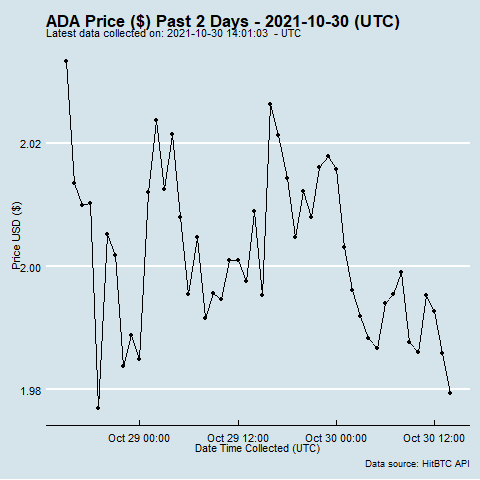 ADA Price ($) Past 2 Days - 2021-10-30 (UTC)
Latest data collected on: 2021-10-30 14:01:03 - UTC
2.02
2.00
1.98
Price USD ($)
Oct 29 00:00
Oct 29 12:00
Oct 30 00:00
Oct 30 12:00
Date Time Collected (UTC)
Data source: HitBTC API